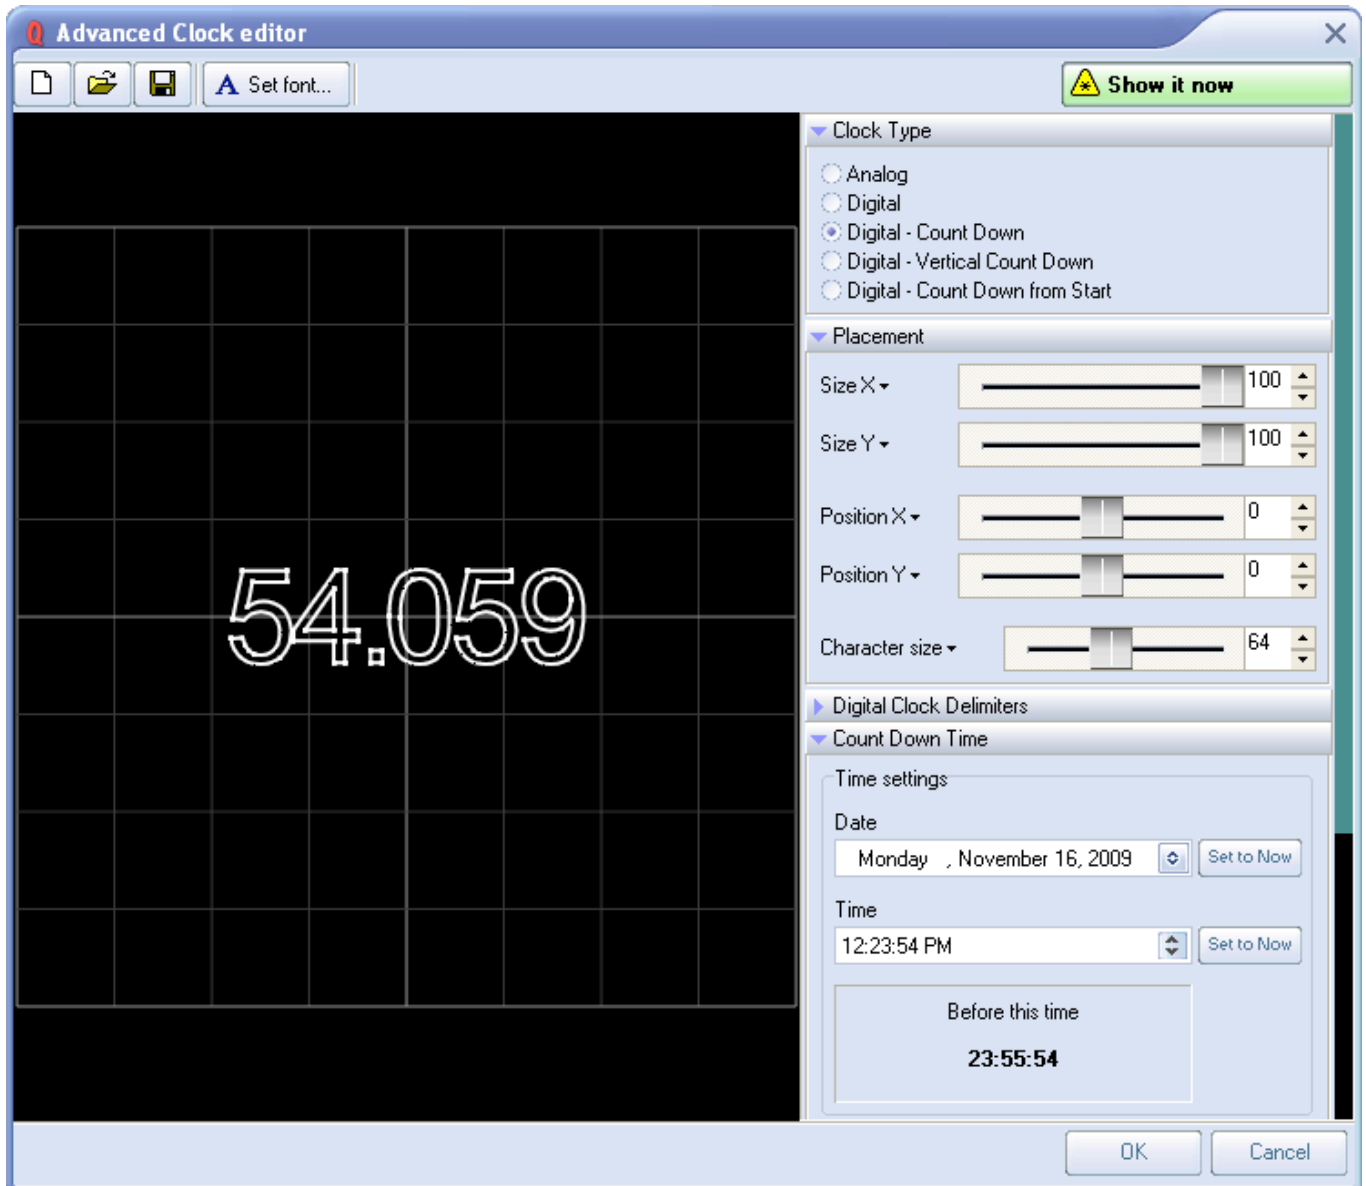 Advanced Clock editor
A Set font...
Show it now
54.059
Clock Type
Analog
Digital
Digital - Count Down
Digital - Vertical Count Down
Digital - Count Down from Start
Placement
Size X 100
Size Y 100
Position X 0
Position Y 0
Character size 64
Digital Clock Delimiters
Count Down Time
Time settings
Date
Monday , November 16, 2009 Set to Now
Time
12:23:54 PM Set to Now
Before this time
23:55:54
OK Cancel